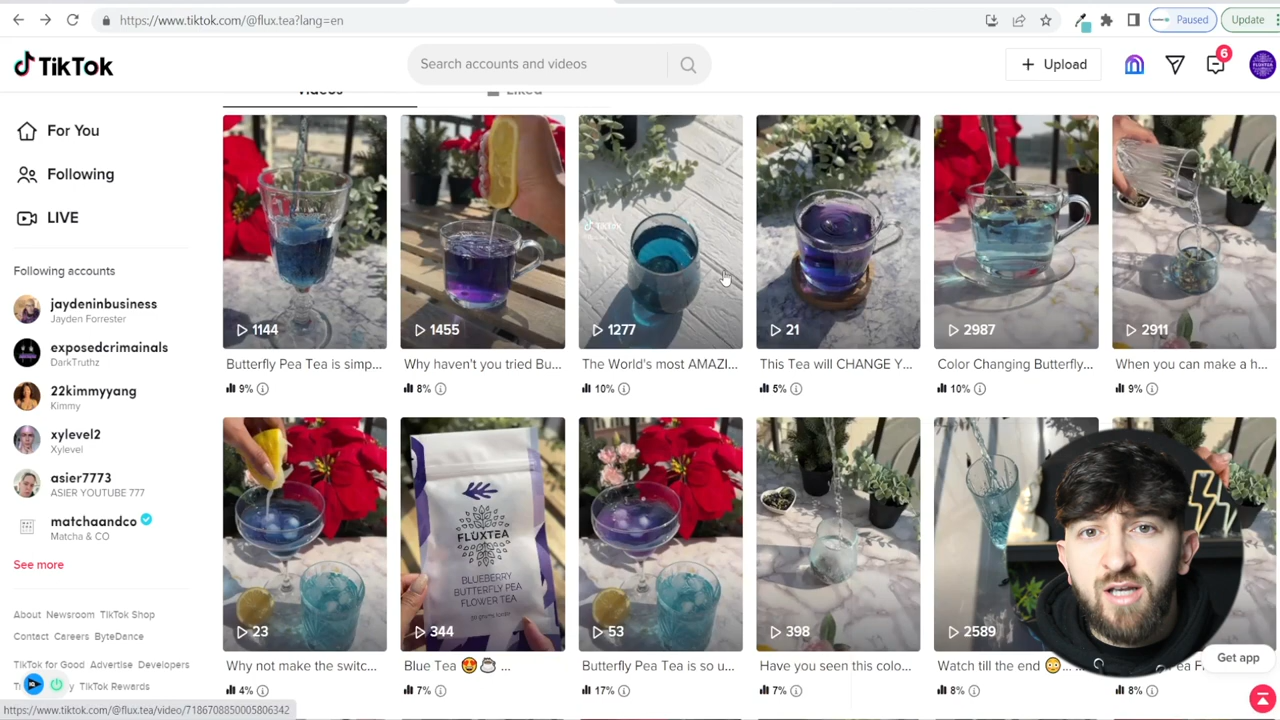 https://www.tiktok.com/@flux.tea?lang=en
Paused
Update
TikTok
Search accounts and videos
Upload
6
Videos
Liked
For You
Following
LIVE
Following accounts
jaydeninbusiness
Jayden Forrester
exposedcrimainals
DarkTruthz
22kimmyyang
Kimmy
xylevel2
Xylevel
asier7773
ASIER YOUTUBE 777
matchaandco
Matcha & CO
See more
About Newsroom TikTok Shop
Contact Careers ByteDance
TikTok for Good Advertise Developers
TikTok Rewards
1144
1455
TikTok
1277
21
2987
2911
Butterfly Pea Tea is simp...
Why haven't you tried Bu...
The World's most AMAZI...
This Tea will CHANGE Y...
Color Changing Butterfly...
When you can make a h...
9%
8%
10%
5%
10%
9%
FLUXTEA
BLUEBERRY
BUTTERFLY PEA
FLOWER TEA
23
344
53
398
2589
Why not make the switc...
Blue Tea 😍☕ ...
Butterfly Pea Tea is so u...
Have you seen this colo...
Watch till the end 😳...
4%
7%
17%
7%
8%
8%
Get app
https://www.tiktok.com/@flux.tea/video/7186708850005806342